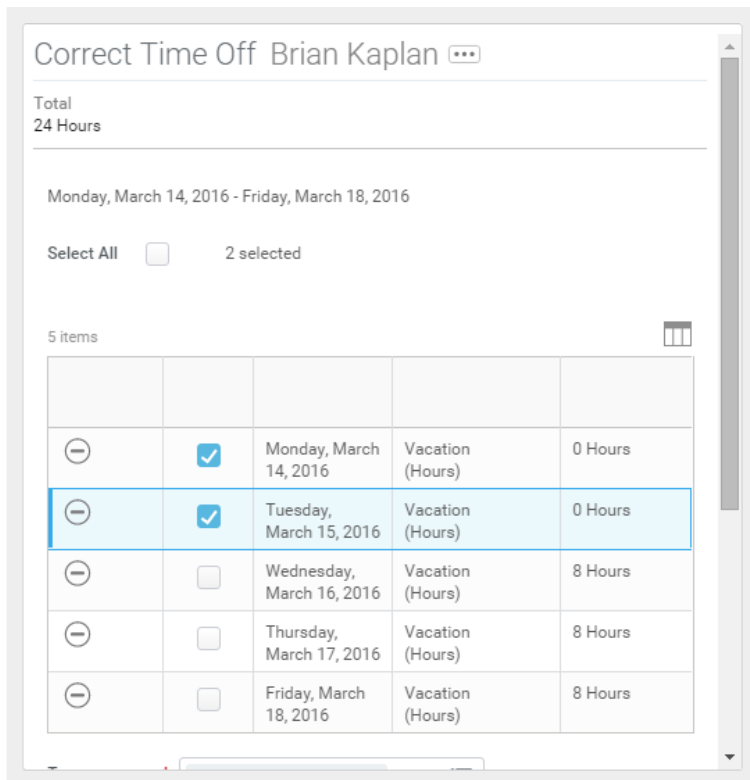 Correct Time Off Brian Kaplan
Total
24 Hours
Monday, March 14, 2016 - Friday, March 18, 2016
Select All 2 selected
5 items
Monday, March 14, 2016 Vacation (Hours) 0 Hours
Tuesday, March 15, 2016 Vacation (Hours) 0 Hours
Wednesday, March 16, 2016 Vacation (Hours) 8 Hours
Thursday, March 17, 2016 Vacation (Hours) 8 Hours
Friday, March 18, 2016 Vacation (Hours) 8 Hours